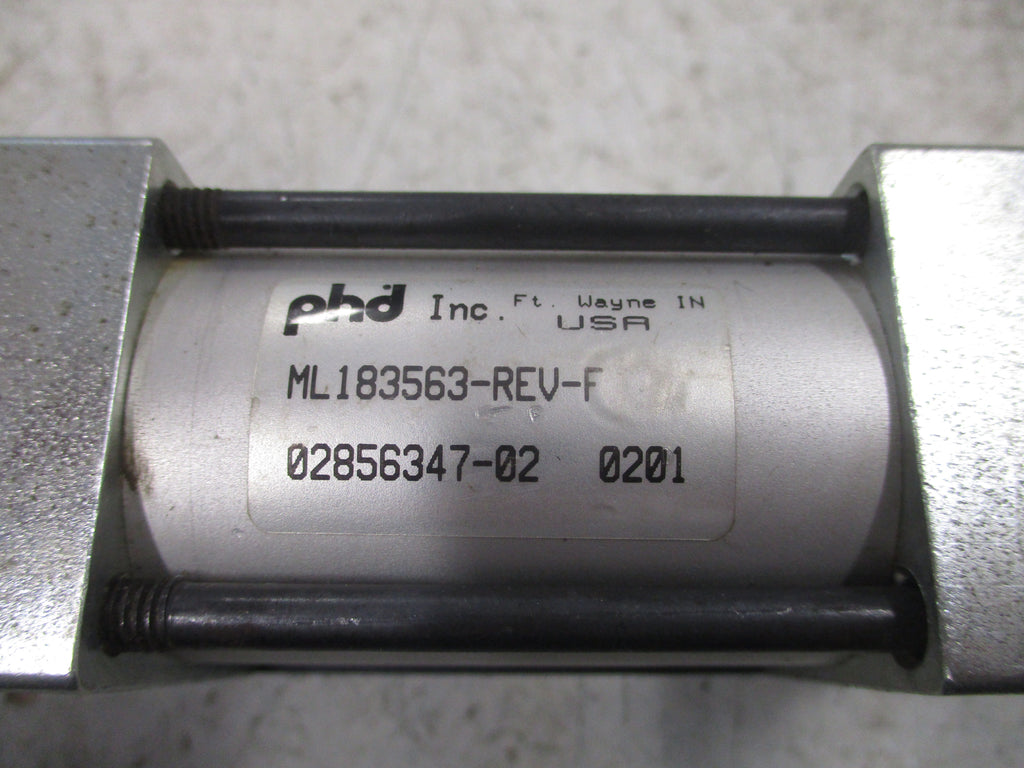 phd Inc. Ft. Wayne IN
USA
ML183563-REV-F
02856347-02 0201